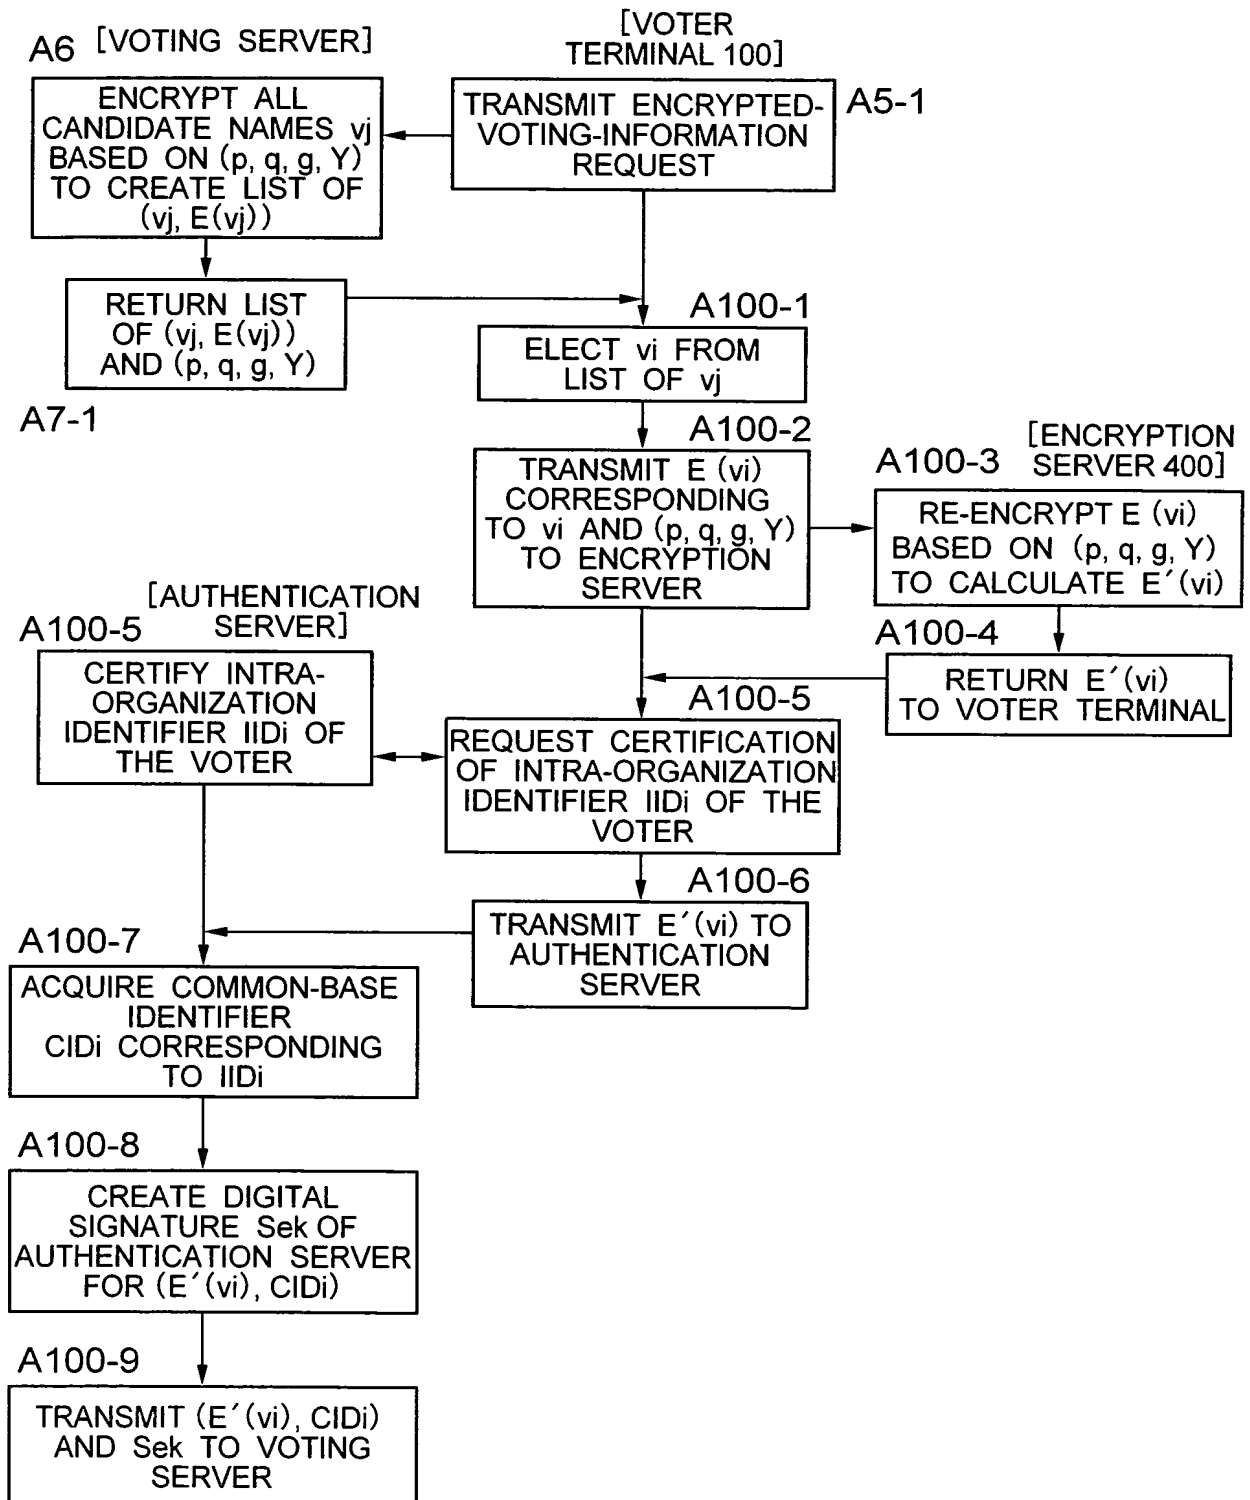 A6 [VOTING SERVER]
ENCRYPT ALL
CANDIDATE NAMES vj
BASED ON (p, q, g, Y)
TO CREATE LIST OF
(vj, E(vj))
[VOTER
TERMINAL 100]
A5-1
TRANSMIT ENCRYPTED-
VOTING-INFORMATION
REQUEST
RETURN LIST
OF (vj, E(vj))
AND (p, q, g, Y)
A7-1
A100-1
ELECT vi FROM
LIST OF vj
A100-2
TRANSMIT E (vi)
CORRESPONDING
TO vi AND (p, q, g, Y)
TO ENCRYPTION
SERVER
[ENCRYPTION
SERVER 400]
A100-3
RE-ENCRYPT E (vi)
BASED ON (p, q, g, Y)
TO CALCULATE E´(vi)
A100-4
RETURN E´(vi)
TO VOTER TERMINAL
[AUTHENTICATION
SERVER]
A100-5
CERTIFY INTRA-
ORGANIZATION
IDENTIFIER IIDi OF
THE VOTER
A100-5
REQUEST CERTIFICATION
OF INTRA-ORGANIZATION
IDENTIFIER IIDi OF THE
VOTER
A100-6
TRANSMIT E´(vi) TO
AUTHENTICATION
SERVER
A100-7
ACQUIRE COMMON-BASE
IDENTIFIER
CIDi CORRESPONDING
TO IIDi
A100-8
CREATE DIGITAL
SIGNATURE Sek OF
AUTHENTICATION SERVER
FOR (E´(vi), CIDi)
A100-9
TRANSMIT (E´(vi), CIDi)
AND Sek TO VOTING
SERVER